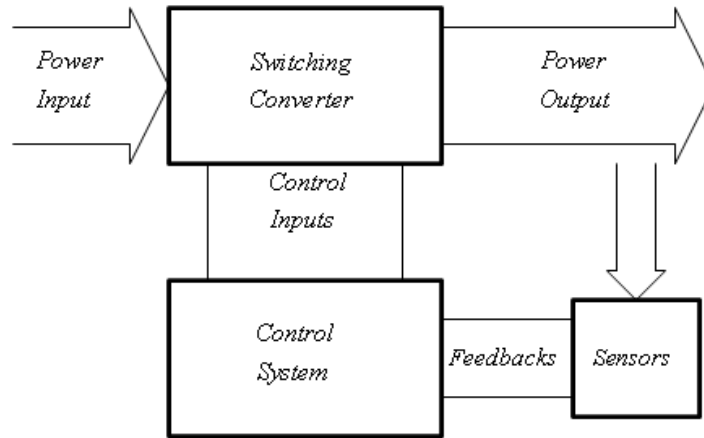 Power
Input
Switching
Converter
Power
Output
Control
Inputs
Control
System
Feedbacks
Sensors